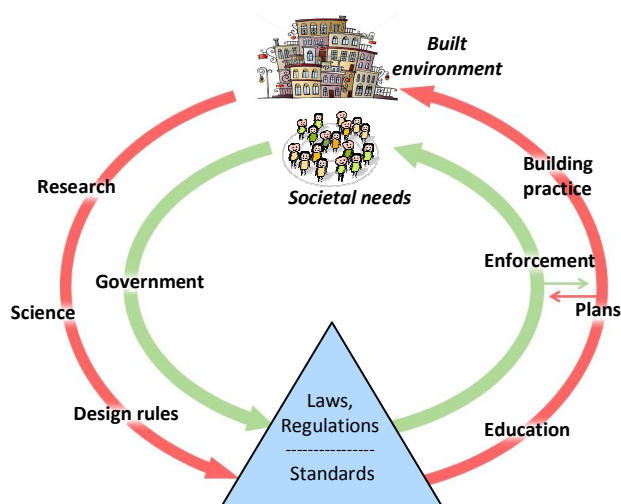 Built
environment
Societal needs
Research
Building
practice
Government
Enforcement
Science
Plans
Design rules
Laws,
Regulations
----------------
Standards
Education